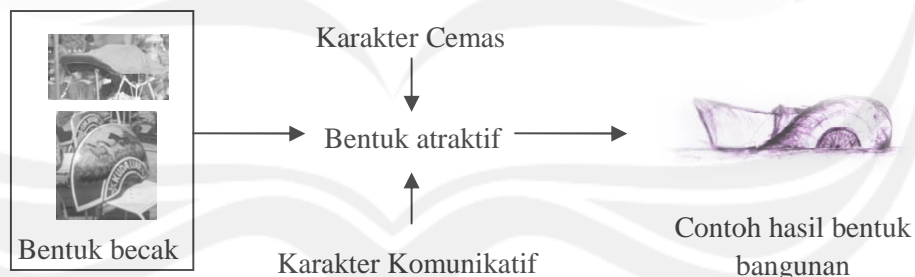 Karakter Cemas
Bentuk becak
Bentuk atraktif
Karakter Komunikatif
Contoh hasil bentuk
bangunan